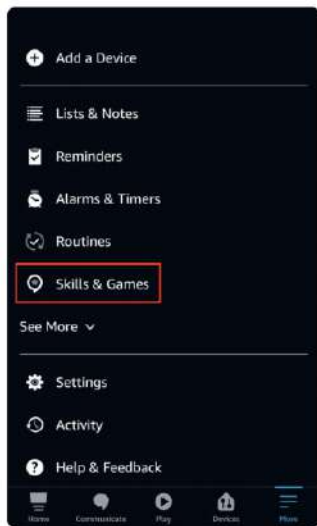 Add a Device
Lists & Notes
Reminders
Alarms & Timers
Routines
Skills & Games
See More
Settings
Activity
Help & Feedback
Home Communicate Play Devices More